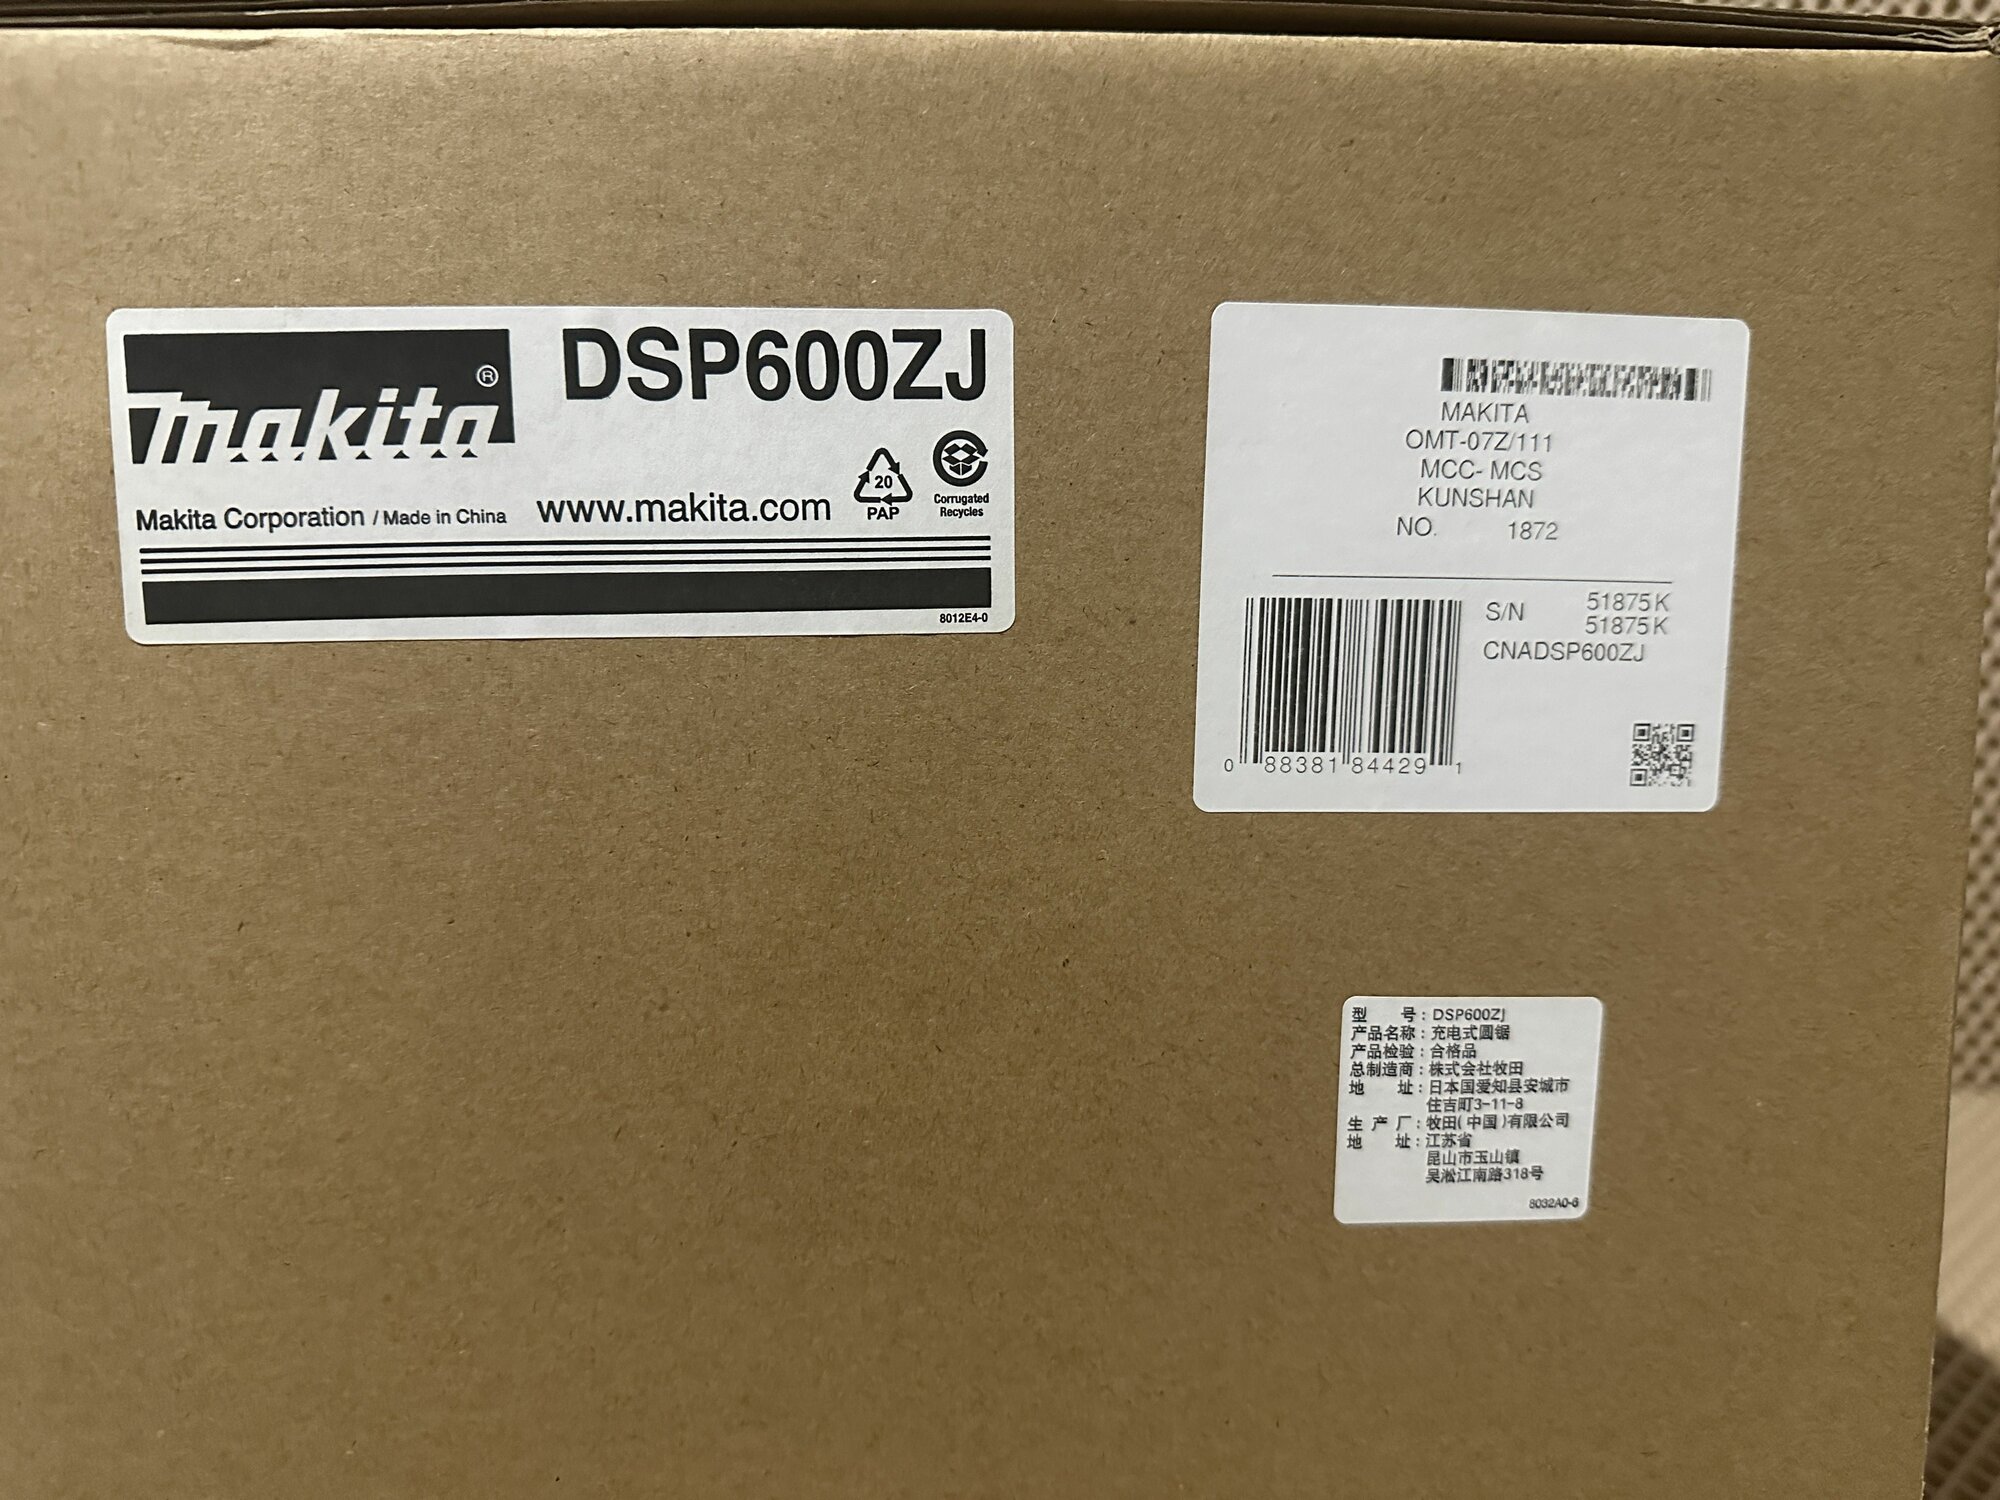 makita®
DSP600ZJ
20
PAP
Corrugated
Recycles
Makita Corporation / Made in China
www.makita.com
8012E4-0
MAKITA
OMT-07Z/111
MCC- MCS
KUNSHAN
NO. 1872
S/N 51875K
51875K
CNADSP600ZJ
0 88381 84429 1
型 号：DSP600ZJ
产品名称：充电式圆锯
产品检验：合格品
总制造商：株式会社牧田
地 址：日本国爱知县安城市
住吉町3-11-8
生 产 厂：牧田(中国)有限公司
地 址：江苏省
昆山市玉山镇
吴淞江南路318号
8032A0-6